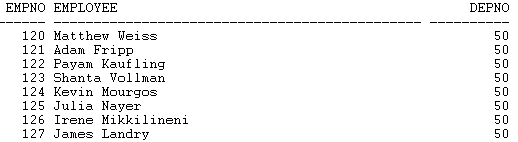 EMPNO EMPLOYEE DEPNO
120 Matthew Weiss 50
121 Adam Fripp 50
122 Payam Kaufling 50
123 Shanta Vollman 50
124 Kevin Mourgos 50
125 Julia Nayer 50
126 Irene Mikkilineni 50
127 James Landry 50